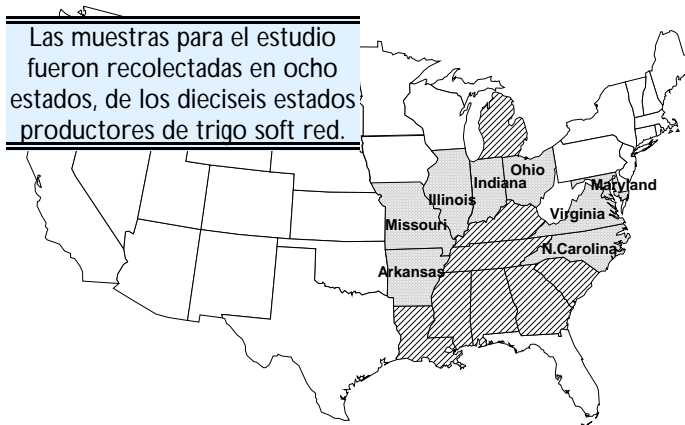 Las muestras para el estudio
fueron recolectadas en ocho
estados, de los dieciseis estados
productores de trigo soft red.
Ohio
Indiana
Maryland
Illinois
Virginia
Missouri
N.Carolina
Arkansas